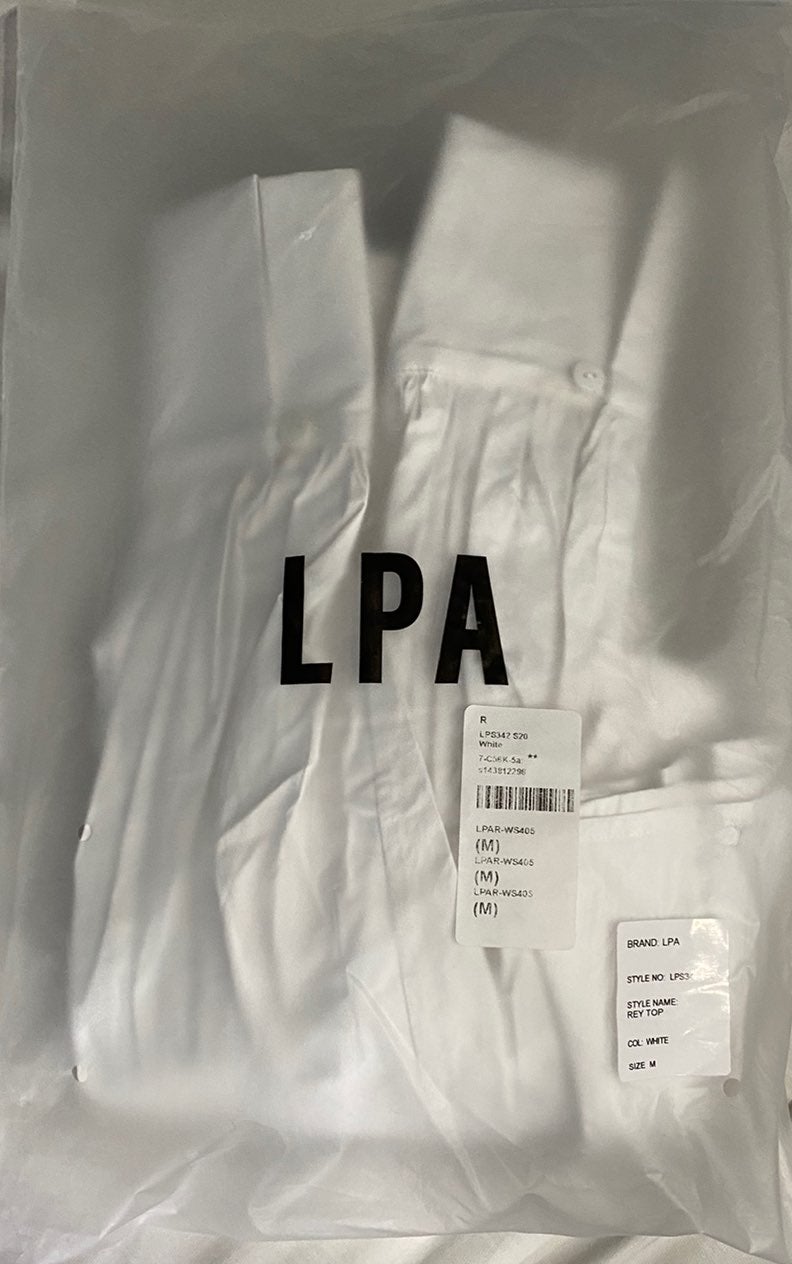 LPA
R
LPS342 S20
White
**
LPAR-WS405
(M)
LPAR-WS405
(M)
LPAR-WS405
(M)
BRAND: LPA
STYLE NO: LPS3
STYLE NAME:
REY TOP
COL: WHITE
SIZE M